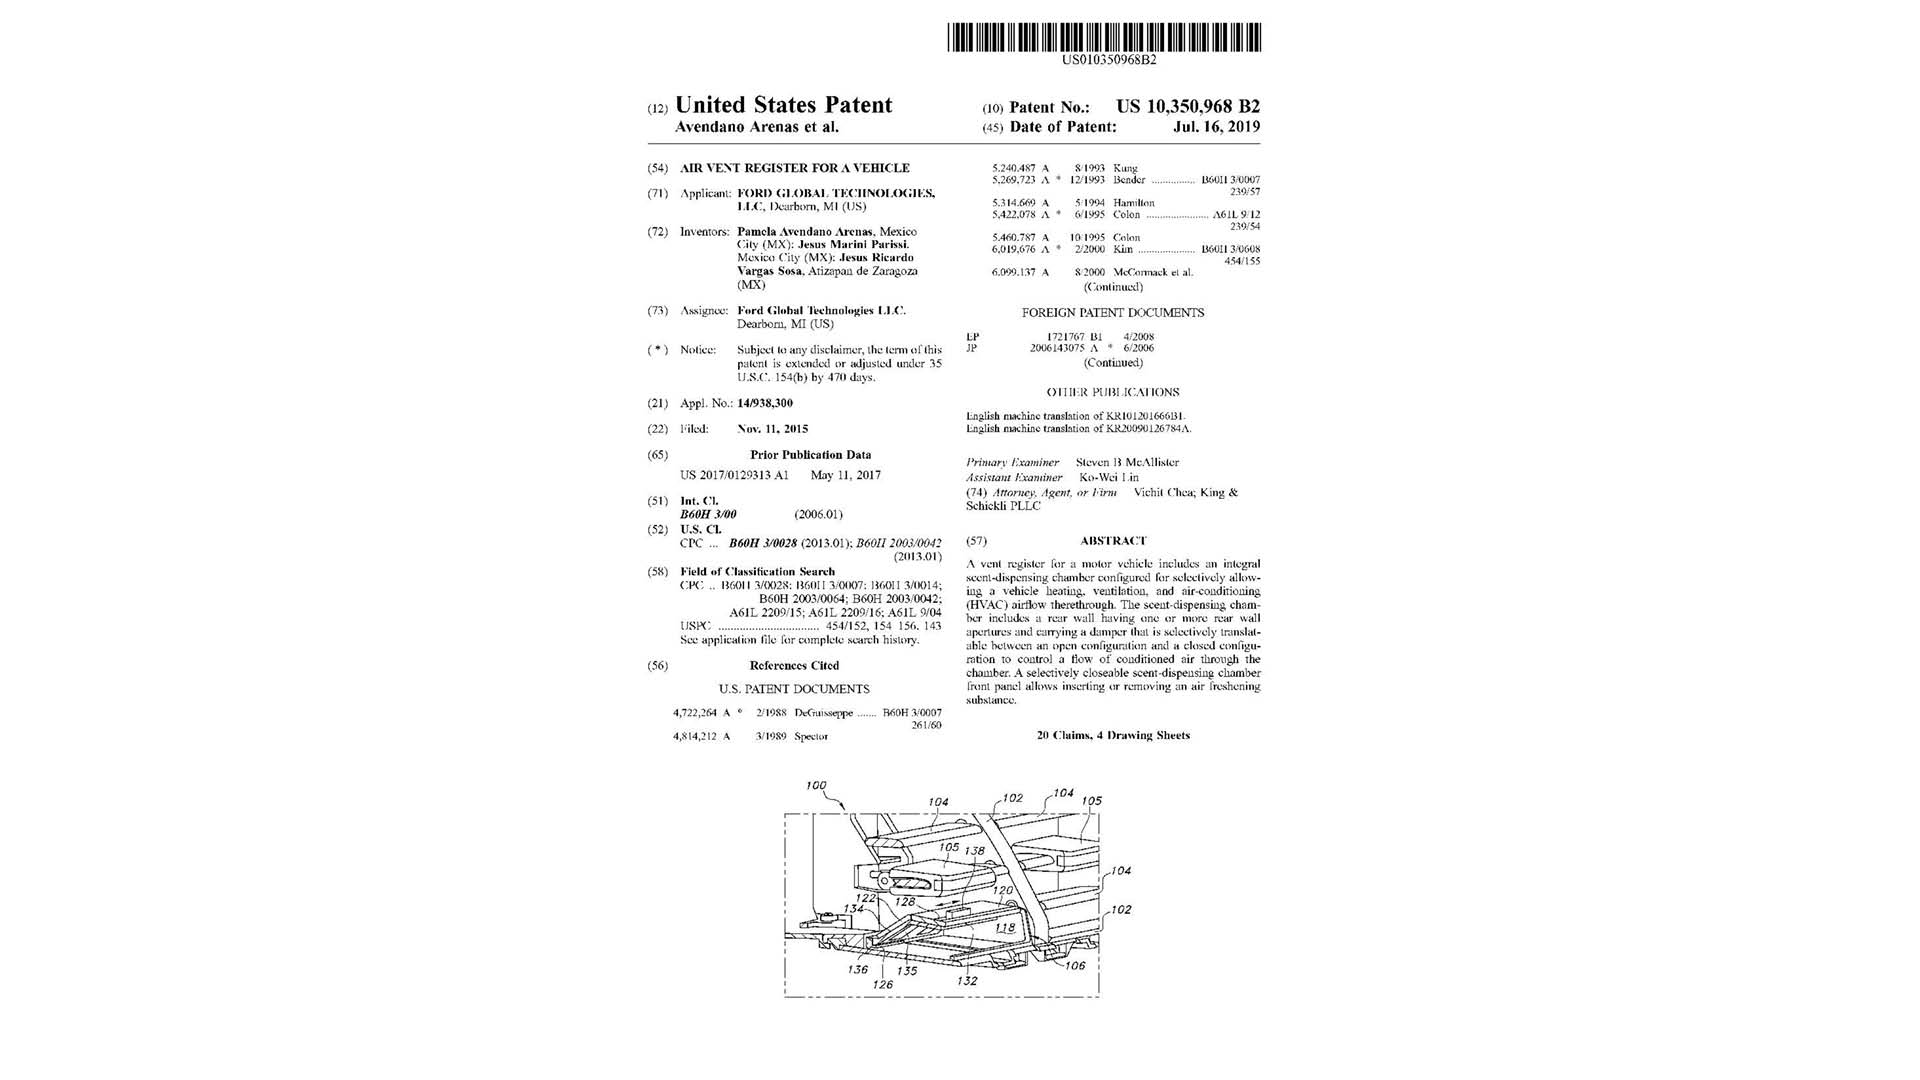 US010350968B2
(12) United States Patent
Avendano Arenas et al.
(10) Patent No.: US 10,350,968 B2
(45) Date of Patent: Jul. 16, 2019
(54) AIR VENT REGISTER FOR A VEHICLE
(71) Applicant: FORD GLOBAL TECHNOLOGIES,
LLC, Dearborn, MI (US)
(72) Inventors: Pamela Avendano Arenas, Mexico
City (MX); Jesus Marini Parissi,
Mexico City (MX); Jesus Ricardo
Vargas Sosa, Atizapan de Zaragoza
(MX)
(73) Assignee: Ford Global Technologies LLC,
Dearborn, MI (US)
( * ) Notice: Subject to any disclaimer, the term of this
patent is extended or adjusted under 35
U.S.C. 154(b) by 470 days.
(21) Appl. No.: 14/938,300
(22) Filed: Nov. 11, 2015
(65) Prior Publication Data
US 2017/0129313 A1 May 11, 2017
(51) Int. Cl.
B60H 3/00 (2006.01)
(52) U.S. Cl.
CPC ... B60H 3/0028 (2013.01); B60H 2003/0042
(2013.01)
(58) Field of Classification Search
CPC .. B60H 3/0028; B60H 3/0007; B60H 3/0014;
B60H 2003/0064; B60H 2003/0042;
A61L 2209/15; A61L 2209/16; A61L 9/04
USPC ................................ 454/152, 154-156, 143
See application file for complete search history.
(56) References Cited
U.S. PATENT DOCUMENTS
4,722,264 A * 2/1988 DeGuisseppe ....... B60H 3/0007
261/60
4,814,212 A 3/1989 Spector
5,240,487 A 8/1993 Kung
5,269,723 A * 12/1993 Bender ............... B60H 3/0007
239/57
5,314,669 A 5/1994 Hamilton
5,422,078 A * 6/1995 Colon ...................... A61L 9/12
239/54
5,460,787 A 10/1995 Colon
6,019,676 A * 2/2000 Kim ................... B60H 3/0608
454/155
6,099,137 A 8/2000 McCormack et al.
(Continued)
FOREIGN PATENT DOCUMENTS
EP 1721767 B1 4/2008
JP 2006143075 A * 6/2006
(Continued)
OTHER PUBLICATIONS
English machine translation of KR101201666B1.
English machine translation of KR20090126784A.
Primary Examiner Steven B McAllister
Assistant Examiner Ko-Wei Lin
(74) Attorney, Agent, or Firm Vichit Chea; King &
Schickli PLLC
(57) ABSTRACT
A vent register for a motor vehicle includes an integral
scent-dispensing chamber configured for selectively allow-
ing a vehicle heating, ventilation, and air-conditioning
(HVAC) airflow therethrough. The scent-dispensing cham-
ber includes a rear wall having one or more rear wall
apertures and carrying a damper that is selectively translat-
able between an open configuration and a closed configu-
ration to control a flow of conditioned air through the
chamber. A selectively closeable scent-dispensing chamber
front panel allows inserting or removing an air freshening
substance.
20 Claims, 4 Drawing Sheets
100
104
102
104
105
105
138
104
120
122
128
134
102
118
136
135
126
132
106